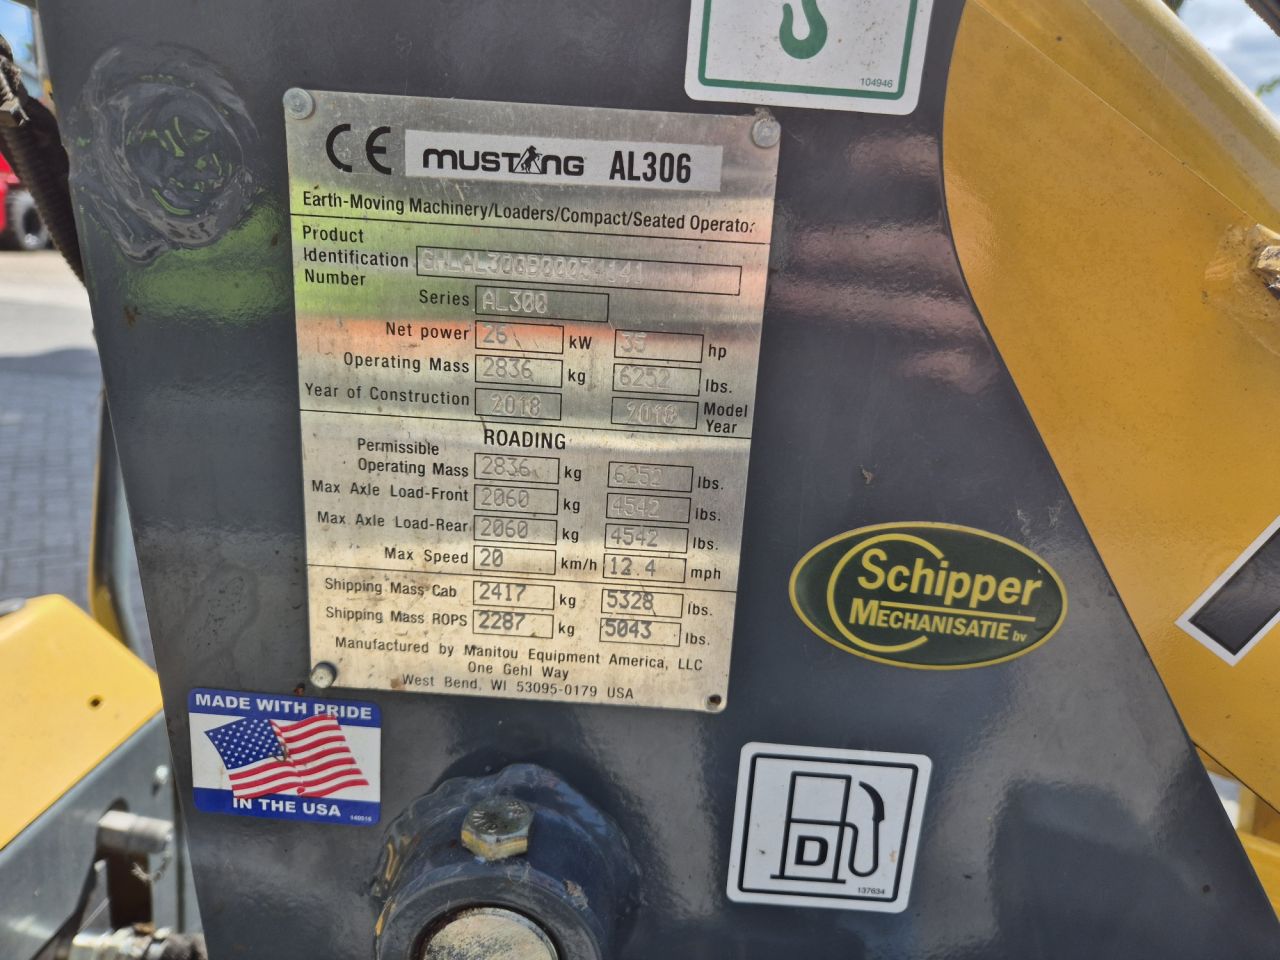 104946
CE MUSTANG AL306
Earth-Moving Machinery/Loaders/Compact/Seated Operator
Product
Identification
Number
Series AL300
Net power 26 kW 35 hp
Operating Mass 2836 kg 6252 lbs.
Year of Construction 2018 2018 Model
Year
ROADING
Permissible
Operating Mass 2836 kg 6252 lbs.
Max Axle Load-Front 2060 kg 4542 lbs.
Max Axle Load-Rear 2060 kg 4542 lbs.
Max Speed 20 km/h 12.4 mph
Shipping Mass Cab 2417 kg 5328 lbs.
Shipping Mass ROPS 2287 kg 5043 lbs.
Manufactured by Manitou Equipment America, LLC
One Gehl Way
West Bend, WI 53095-0179 USA
Schipper
MECHANISATIE bv
MADE WITH PRIDE
IN THE USA
D
137634